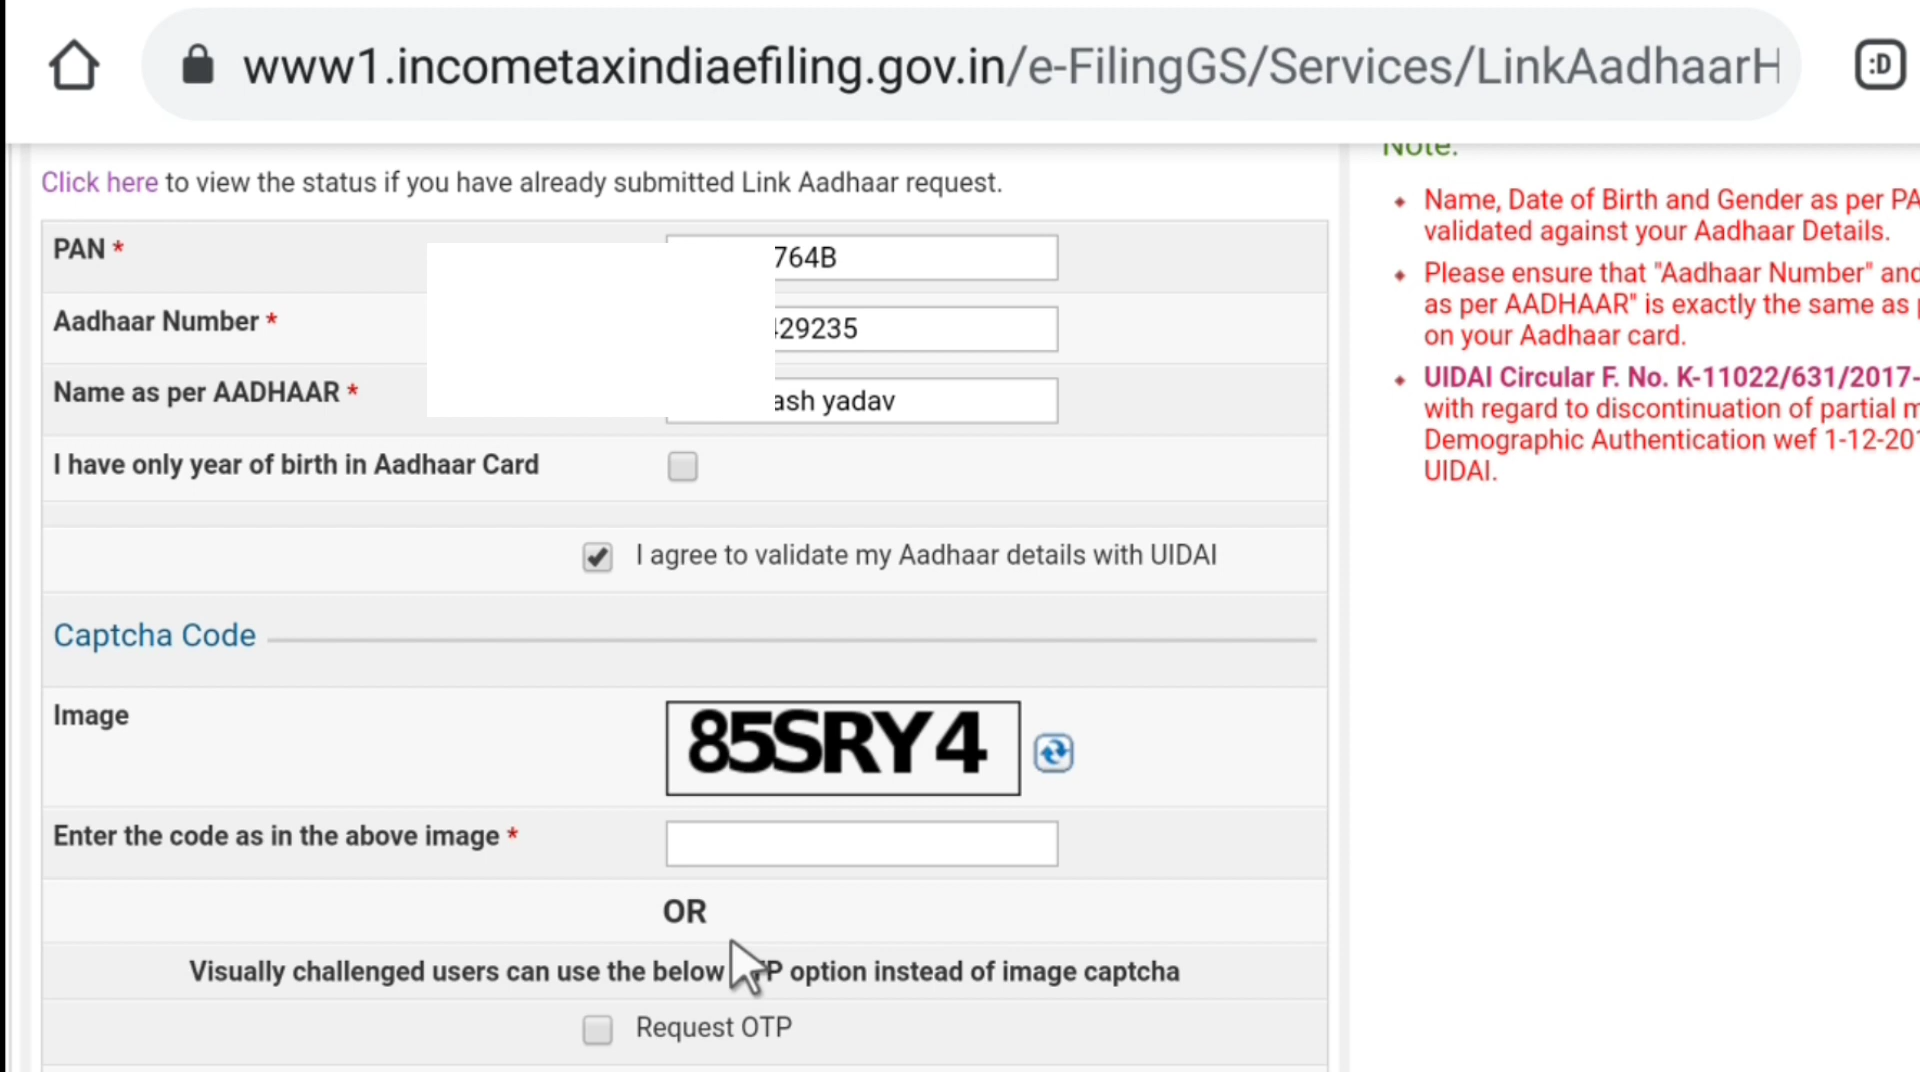 www1.incometaxindiaefiling.gov.in/e-FilingGS/Services/LinkAadhaarH
:D
Click here to view the status if you have already submitted Link Aadhaar request.
PAN *
764B
Aadhaar Number *
29235
Name as per AADHAAR *
ash yadav
I have only year of birth in Aadhaar Card
I agree to validate my Aadhaar details with UIDAI
Captcha Code
Image
85SRY4
Enter the code as in the above image *
OR
Visually challenged users can use the below option instead of image captcha
Request OTP
Note:
Name, Date of Birth and Gender as per PA
validated against your Aadhaar Details.
Please ensure that "Aadhaar Number" and
as per AADHAAR" is exactly the same as p
on your Aadhaar card.
UIDAI Circular F. No. K-11022/631/2017-
with regard to discontinuation of partial m
Demographic Authentication wef 1-12-201
UIDAI.